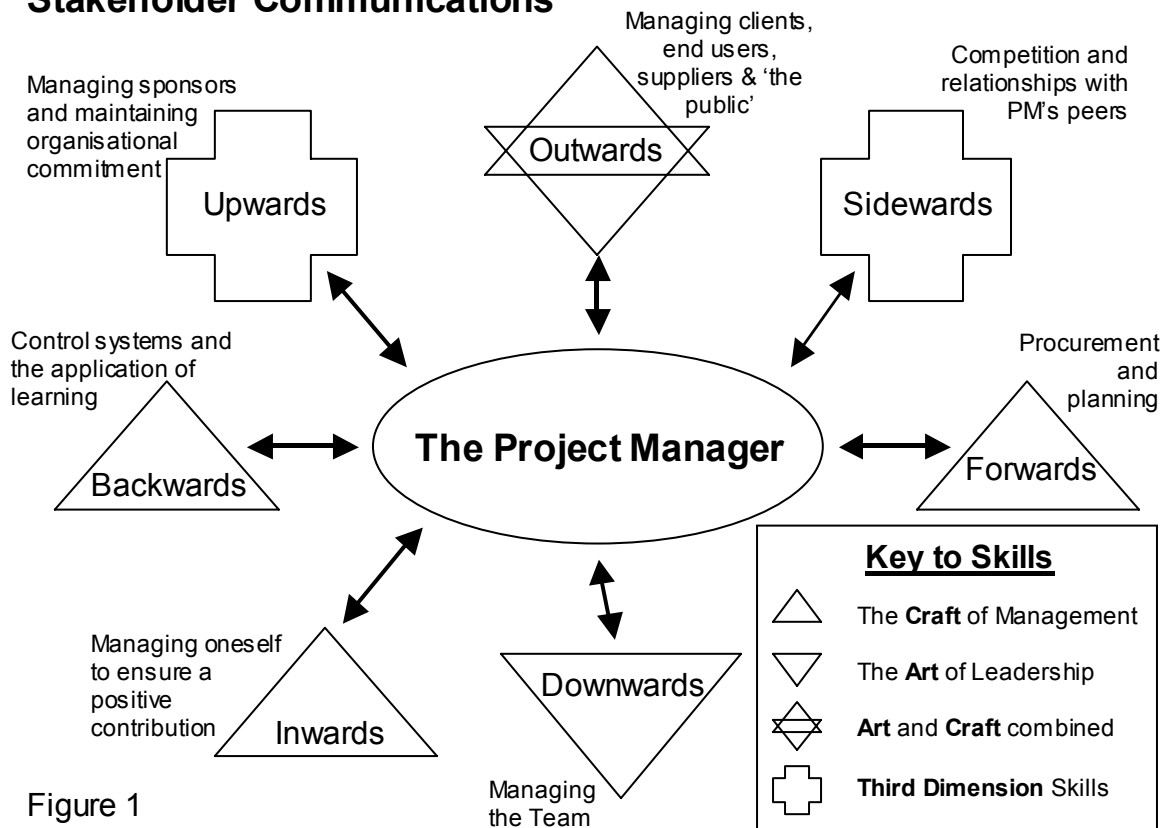 Stakeholder Communications
Managing clients,
end users,
suppliers & ‘the
public’
Outwards
Managing sponsors
and maintaining
organisational
commitment
Upwards
Competition and
relationships with
PM’s peers
Sidewards
Control systems and
the application of
learning
Backwards
The Project Manager
Procurement
and
planning
Forwards
Managing oneself
to ensure a
positive
contribution
Inwards
Downwards
Managing
the Team
Key to Skills
The Craft of Management
The Art of Leadership
Art and Craft combined
Third Dimension Skills
Figure 1